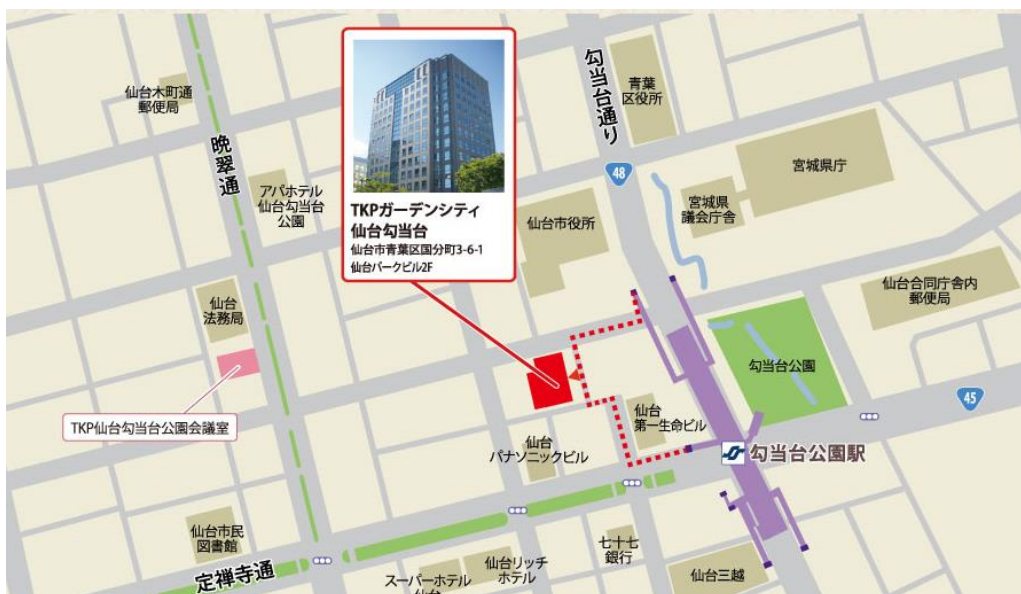 仙台木町通
郵便局
晩翠通
アパホテル
仙台勾当台
公園
TKPガーデンシティ
仙台勾当台
仙台市青葉区国分町3-6-1
仙台パークビル2F
勾当台通り
青葉
区役所
48
宮城県庁
宮城県
議会庁舎
仙台市役所
仙台合同庁舎内
郵便局
仙台
法務局
勾当台公園
45
TKP仙台勾当台公園会議室
仙台
第一生命ビル
仙台
パナソニックビル
勾当台公園駅
仙台市民
図書館
定禅寺通
スーパーホテル
仙台
仙台リッチ
ホテル
七十七
銀行
仙台三越